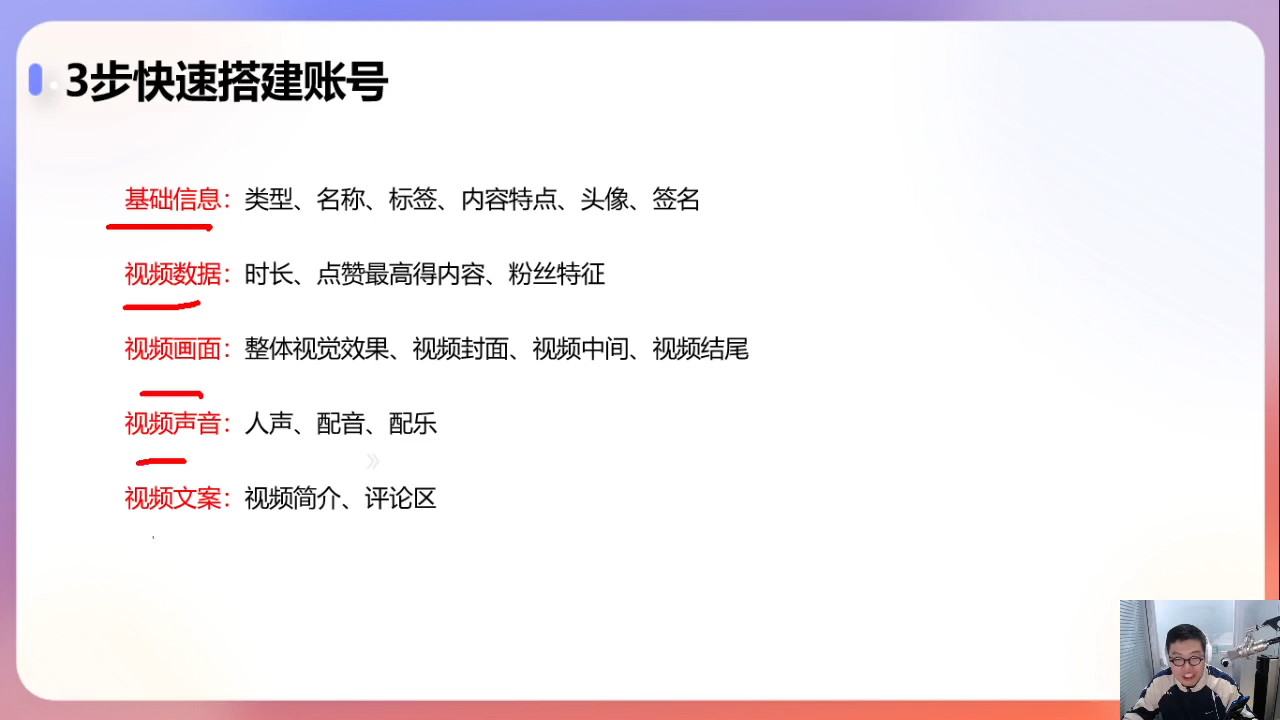 3步快速搭建账号
基础信息：类型、名称、标签、内容特点、头像、签名
视频数据：时长、点赞最高得内容、粉丝特征
视频画面：整体视觉效果、视频封面、视频中间、视频结尾
视频声音：人声、配音、配乐
视频文案：视频简介、评论区